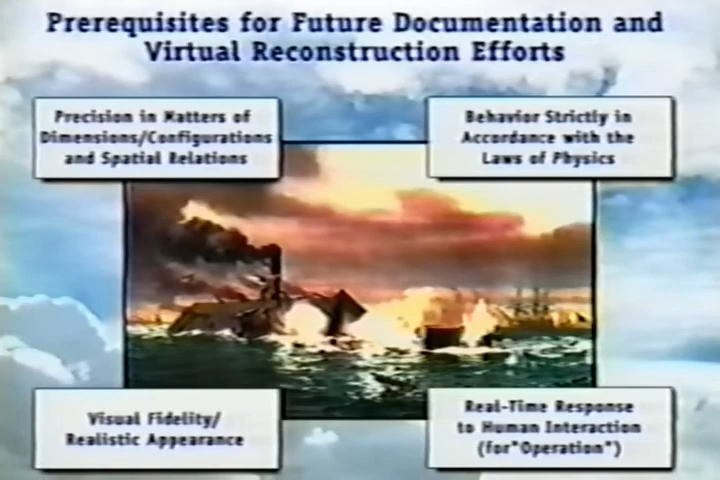 Prerequisites for Future Documentation and
Virtual Reconstruction Efforts
Precision in Matters of
Dimensions/Configurations
and Spatial Relations
Behavior Strictly in
Accordance with the
Laws of Physics
Visual Fidelity/
Realistic Appearance
Real-Time Response
to Human Interaction
(for"Operation")